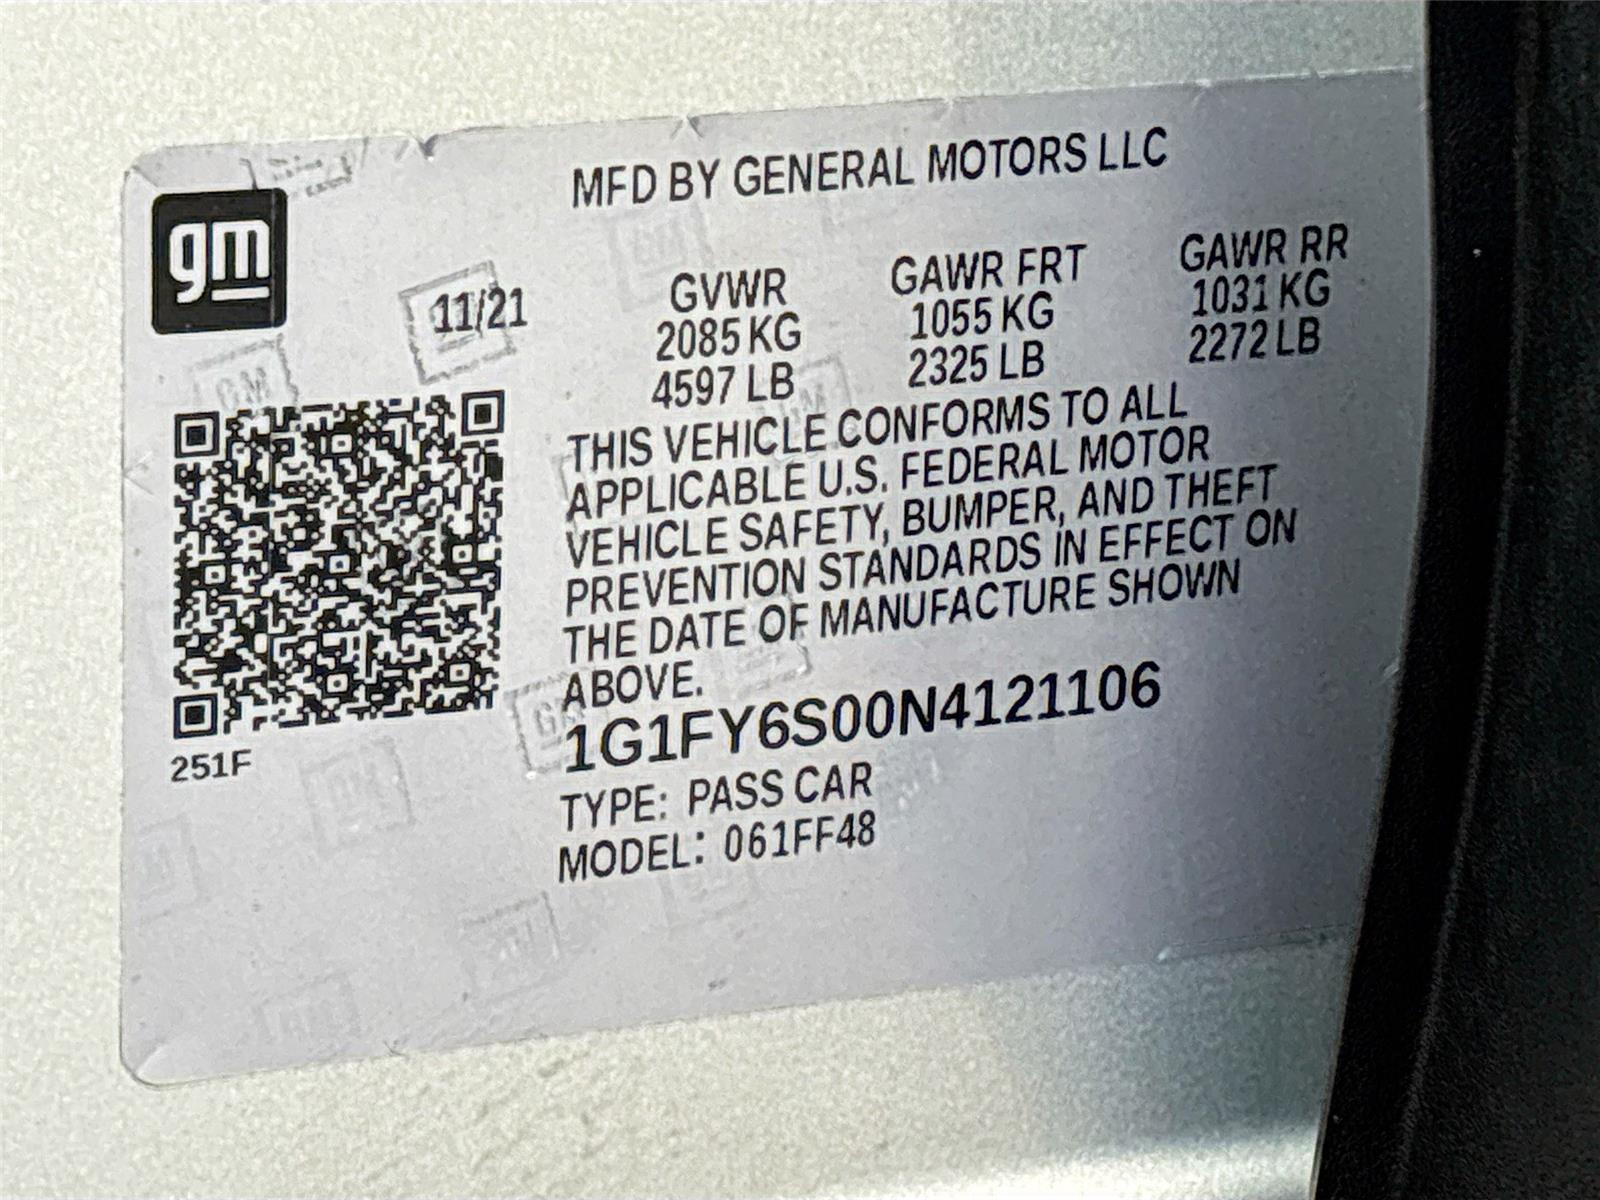 MFD BY GENERAL MOTORS LLC
gm
11/21
GVWR GAWR FRT GAWR RR
2085 KG 1055 KG 1031 KG
4597 LB 2325 LB 2272 LB
THIS VEHICLE CONFORMS TO ALL
APPLICABLE U.S. FEDERAL MOTOR
VEHICLE SAFETY, BUMPER, AND THEFT
PREVENTION STANDARDS IN EFFECT ON
THE DATE OF MANUFACTURE SHOWN
ABOVE.
1G1FY6S00N4121106
251F
TYPE: PASS CAR
MODEL: 061FF48